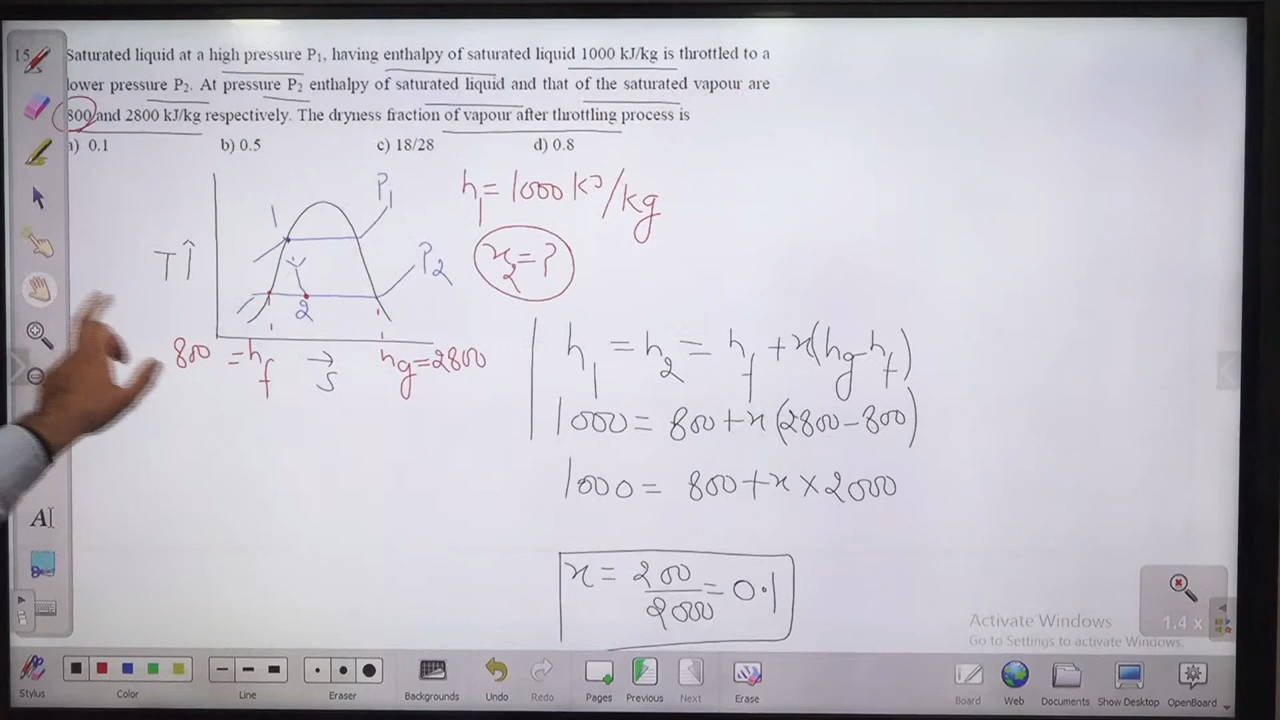 15. Saturated liquid at a high pressure P₁, having enthalpy of saturated liquid 1000 kJ/kg is throttled to a
lower pressure P₂. At pressure P₂ enthalpy of saturated liquid and that of the saturated vapour are
800 and 2800 kJ/kg respectively. The dryness fraction of vapour after throttling process is
a) 0.1 b) 0.5 c) 18/28 d) 0.8
P₁
h₁ = 1000 kJ/kg
1
T↑
P₂
x₂ = ?
2
800 = hf → s hg = 2800
h₁ = h₂ = hf + x(hg hf)
1000 = 800 + x (2800 - 800)
1000 = 800 + x × 2000
x = 200/2000 = 0.1
A
Activate Windows
Go to Settings to activate Windows.
1.4 x
Stylus Color Line Eraser Backgrounds Undo Redo Pages Previous Next Erase Board Web Documents Show Desktop OpenBoard